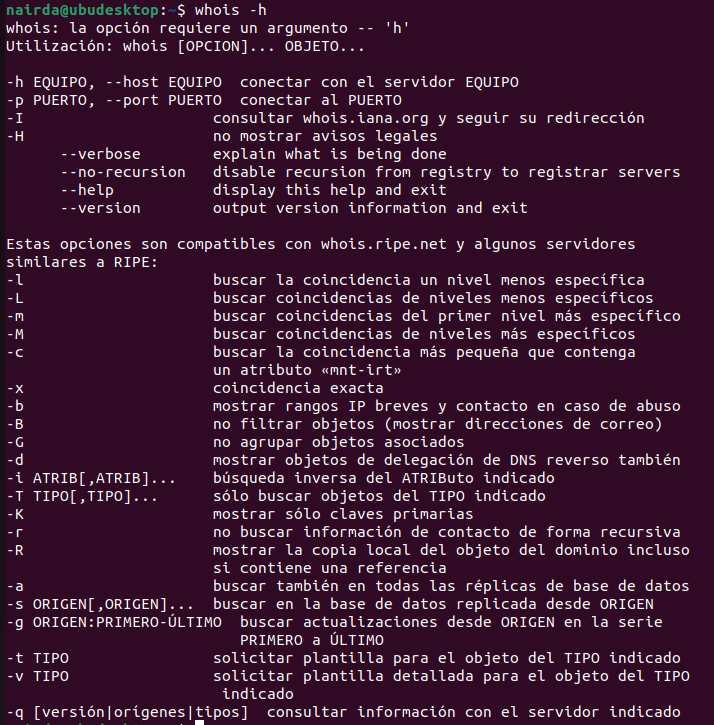 nairda@ubudesktop:~$ whois -h
whois: la opción requiere un argumento -- 'h'
Utilización: whois [OPCION]... OBJETO...
-h EQUIPO, --host EQUIPO  conectar con el servidor EQUIPO
-p PUERTO, --port PUERTO  conectar al PUERTO
-I                     consultar whois.iana.org y seguir su redirección
-H                     no mostrar avisos legales
      --verbose        explain what is being done
      --no-recursion   disable recursion from registry to registrar servers
      --help           display this help and exit
      --version        output version information and exit
Estas opciones son compatibles con whois.ripe.net y algunos servidores
similares a RIPE:
-l                     buscar la coincidencia un nivel menos específica
-L                     buscar coincidencias de niveles menos específicos
-m                     buscar coincidencias del primer nivel más específico
-M                     buscar coincidencias de niveles más específicos
-c                     buscar la coincidencia más pequeña que contenga
                       un atributo «mnt-irt»
-x                     coincidencia exacta
-b                     mostrar rangos IP breves y contacto en caso de abuso
-B                     no filtrar objetos (mostrar direcciones de correo)
-G                     no agrupar objetos asociados
-d                     mostrar objetos de delegación de DNS reverso también
-i ATRIB[,ATRIB]...    búsqueda inversa del ATRIButo indicado
-T TIPO[,TIPO]...      sólo buscar objetos del TIPO indicado
-K                     mostrar sólo claves primarias
-r                     no buscar información de contacto de forma recursiva
-R                     mostrar la copia local del objeto del dominio incluso
                       si contiene una referencia
-a                     buscar también en todas las réplicas de base de datos
-s ORIGEN[,ORIGEN]...  buscar en la base de datos replicada desde ORIGEN
-g ORIGEN:PRIMERO-ÚLTIMO  buscar actualizaciones desde ORIGEN en la serie
                          PRIMERO a ÚLTIMO
-t TIPO                solicitar plantilla para el objeto del TIPO indicado
-v TIPO                solicitar plantilla detallada para el objeto del TIPO
                        indicado
-q [versión|orígenes|tipos]  consultar información con el servidor indicado